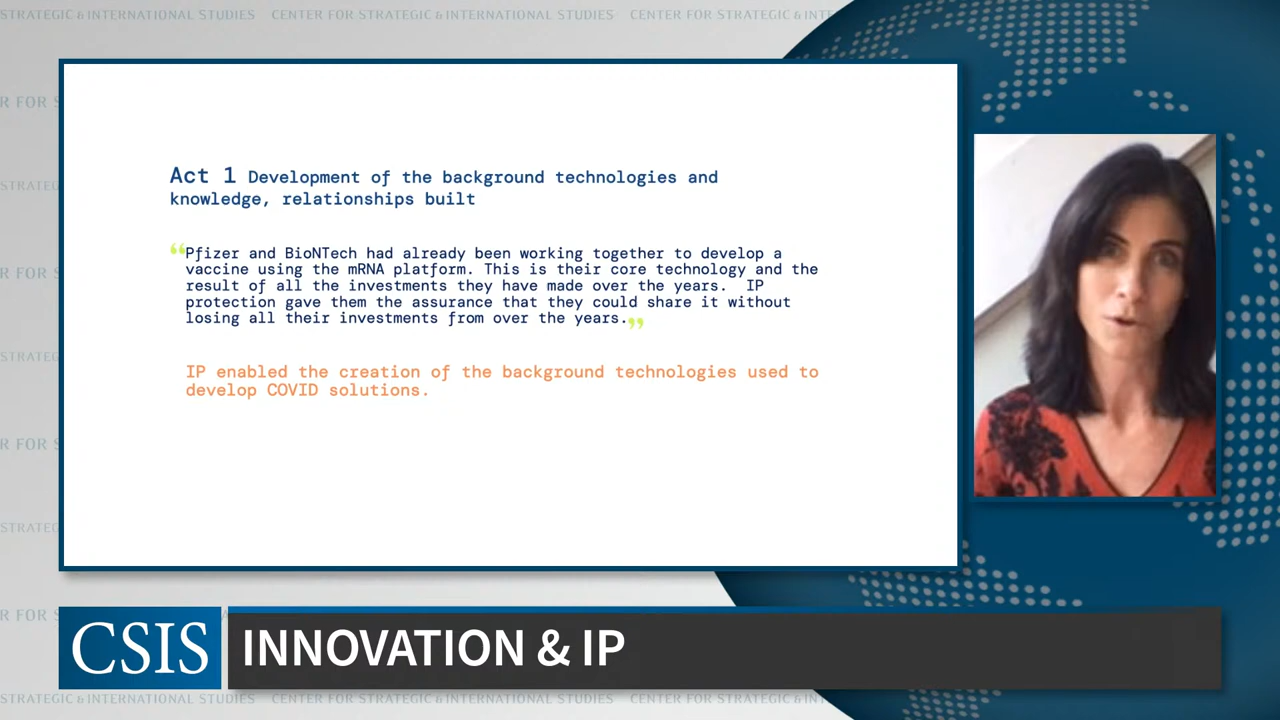 CENTER FOR STRATEGIC & INTERNATIONAL STUDIES
Act 1 Development of the background technologies and
knowledge, relationships built
“Pfizer and BioNTech had already been working together to develop a
vaccine using the mRNA platform. This is their core technology and the
result of all the investments they have made over the years. IP
protection gave them the assurance that they could share it without
losing all their investments from over the years.”
IP enabled the creation of the background technologies used to
develop COVID solutions.
CSIS
INNOVATION & IP
STRATEGIC & INTERNATIONAL STUDIES CENTER FOR STRATEGIC & INTERNATIONAL STUDIES